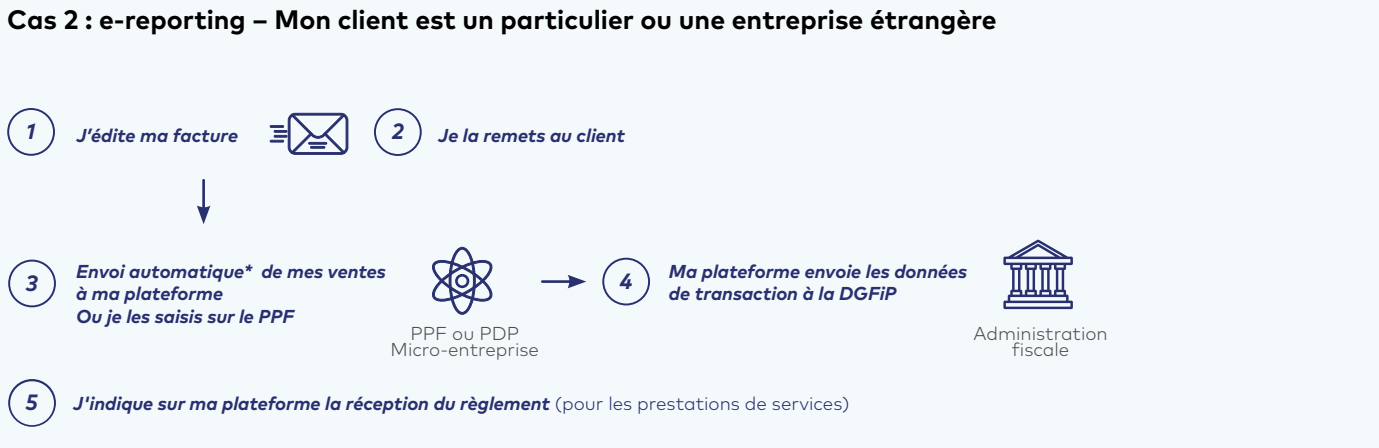 Cas 2 : e-reporting – Mon client est un particulier ou une entreprise étrangère
1 J'édite ma facture
2 Je la remets au client
3 Envoi automatique* de mes ventes
à ma plateforme
Ou je les saisis sur le PPF
PPF ou PDP
Micro-entreprise
4 Ma plateforme envoie les données
de transaction à la DGFiP
Administration
fiscale
5 J'indique sur ma plateforme la réception du règlement (pour les prestations de services)